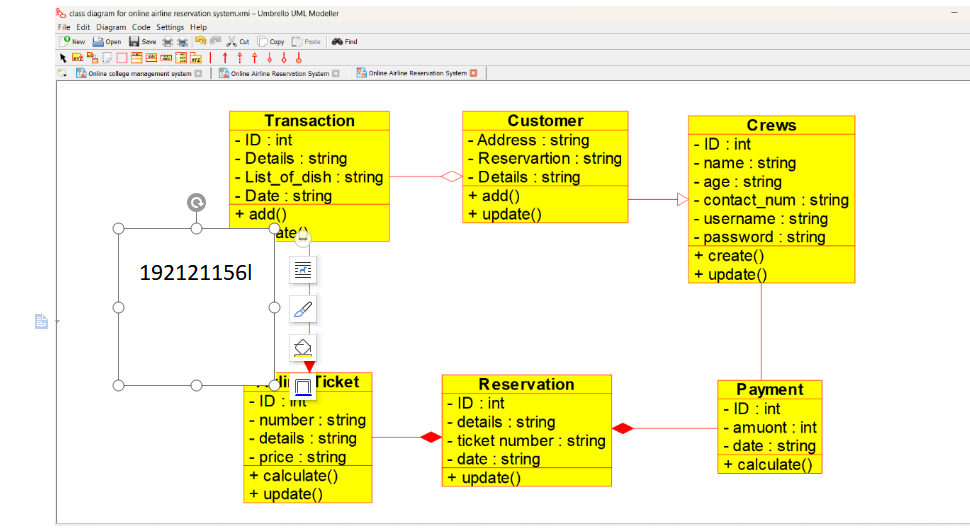 class diagram for online airline reservation system.xmi – Umbrello UML Modeller
File Edit Diagram Code Settings Help
New Open Save Cut Copy Paste Find
Online college management system Online Airline Reservation System Online Airline Reservation System
Transaction
- ID : int
- Details : string
- List_of_dish : string
- Date : string
+ add()
ate()
Customer
- Address : string
- Reservartion : string
- Details : string
+ add()
+ update()
Crews
- ID : int
- name : string
- age : string
- contact_num : string
- username : string
- password : string
+ create()
+ update()
192121156l
Ticket
- ID : int
- number : string
- details : string
- price : string
+ calculate()
+ update()
Reservation
- ID : int
- details : string
- ticket number : string
- date : string
+ update()
Payment
- ID : int
- amuont : int
- date : string
+ calculate()